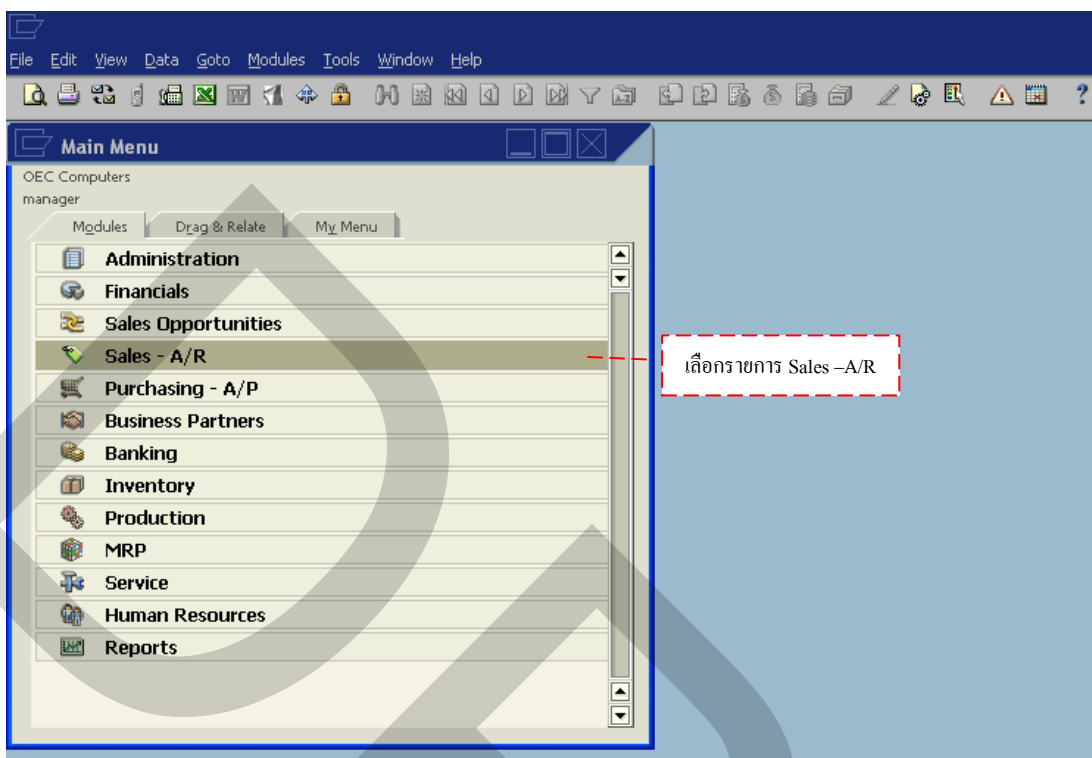 File Edit View Data Goto Modules Tools Window Help
Main Menu
OEC Computers
manager
Modules Drag & Relate My Menu
Administration
Financials
Sales Opportunities
Sales - A/R
เลือกรายการ Sales –A/R
Purchasing - A/P
Business Partners
Banking
Inventory
Production
MRP
Service
Human Resources
Reports